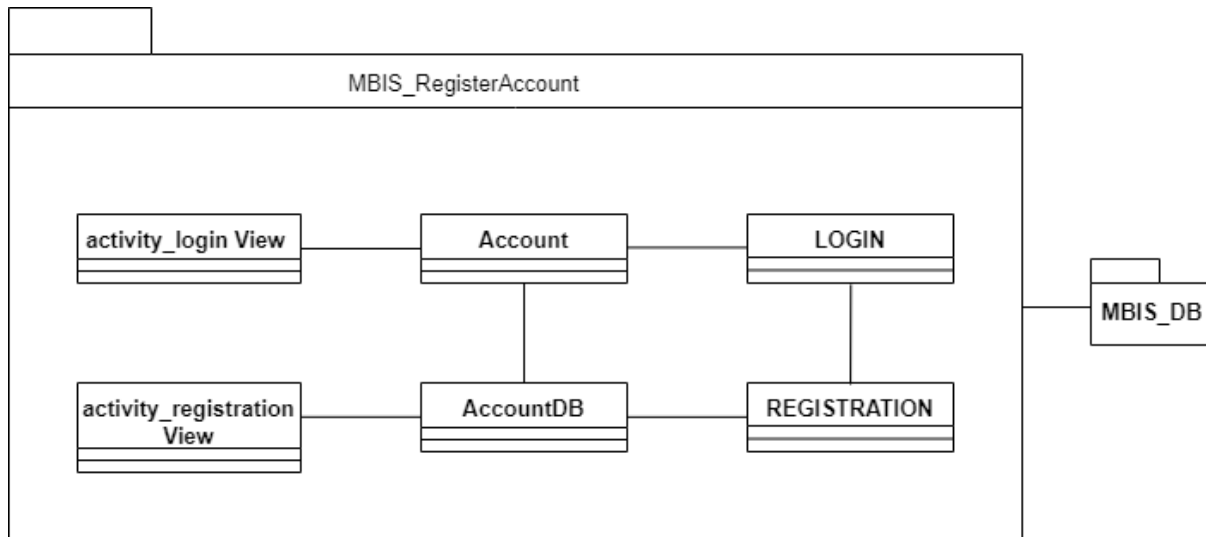 MBIS_RegisterAccount
activity_login View
Account
LOGIN
MBIS_DB
activity_registration
View
AccountDB
REGISTRATION